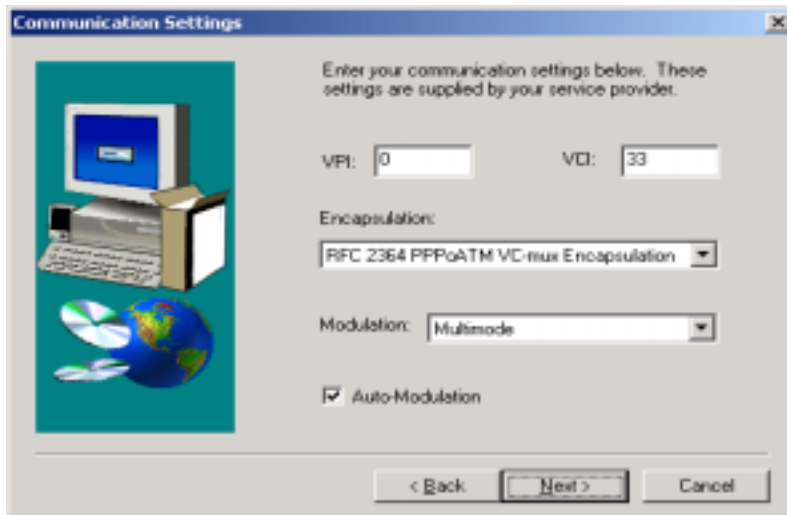 Communication Settings
Enter your communication settings below. These
settings are supplied by your service provider.
VPI: 0 VCI: 33
Encapsulation:
RFC 2364 PPPoATM VC-mux Encapsulation
Modulation: Multimode
Auto-Modulation
< Back Next > Cancel